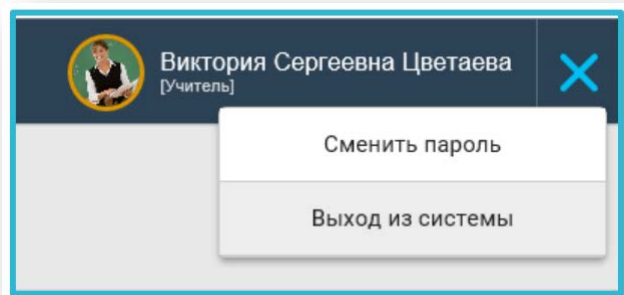 Виктория Сергеевна Цветаева
[Учитель]
Сменить пароль
Выход из системы